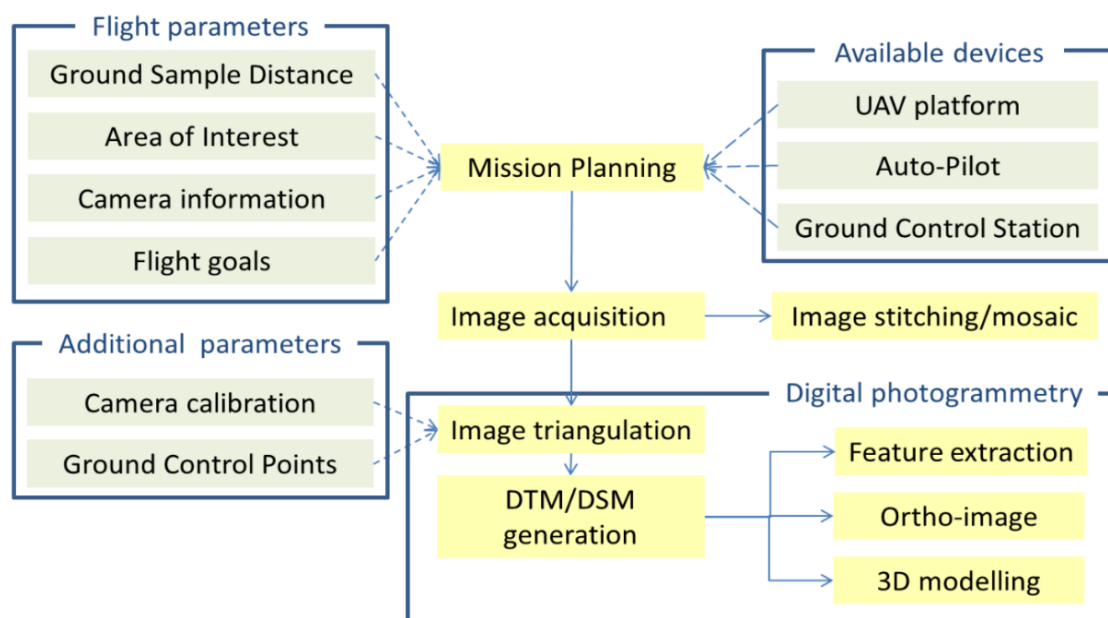 Flight parameters
Ground Sample Distance
Area of Interest
Camera information
Flight goals
Available devices
UAV platform
Auto-Pilot
Ground Control Station
Mission Planning
Image acquisition
Image stitching/mosaic
Additional parameters
Camera calibration
Ground Control Points
Digital photogrammetry
Image triangulation
DTM/DSM
generation
Feature extraction
Ortho-image
3D modelling